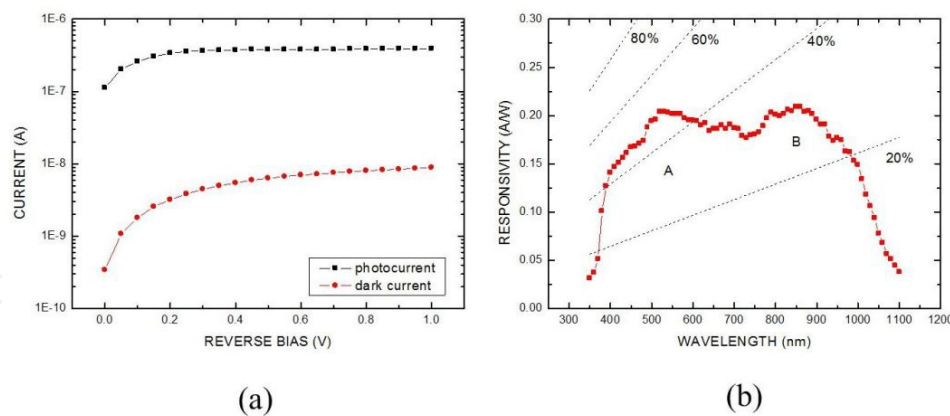 1E-6
1E-7
1E-8
1E-9
1E-10
CURRENT (A)
0.0 0.2 0.4 0.6 0.8 1.0
REVERSE BIAS (V)
photocurrent
dark current
(a)
0.30
0.25
0.20
0.15
0.10
0.05
0.00
RESPONSIVITY (A/W)
80% 60% 40%
20%
A
B
300 400 500 600 700 800 900 1000 1100 1200
WAVELENGTH (nm)
(b)